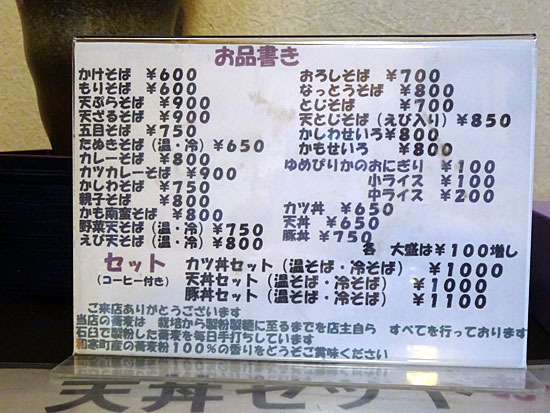 お品書き
かけそば ¥600
もりそば ¥600
天ぷらそば ¥900
天ざるそば ¥900
五目そば ¥750
たぬきそば(温・冷)¥650
カレーそば ¥800
カツカレーそば ¥900
かしわそば ¥750
親子そば ¥800
かも南蛮そば ¥800
野菜天そば(温・冷)¥750
えび天そば(温・冷)¥800
おろしそば ¥700
なっとうそば ¥800
とじそば ¥700
天とじそば(えび入り)¥850
かしわせいろ ¥800
かもせいろ ¥800
ゆめぴりかのおにぎり ¥100
小ライス ¥100
中ライス ¥200
カツ丼 ¥650
天丼 ¥650
豚丼 ¥750
各 大盛は¥100増し
セット
(コーヒー付き)
カツ丼セット(温そば・冷そば) ¥1000
天丼セット(温そば・冷そば) ¥1000
豚丼セット(温そば・冷そば) ¥1100
ご来店ありがとうございます
当店の蕎麦は 栽培から製粉製麺に至るまでを店主自ら すべてを行っております
石臼で製粉した蕎麦を毎日手打ちしています
和寒町産の蕎麦粉100%の香りをどうぞご賞味ください
天丼セット